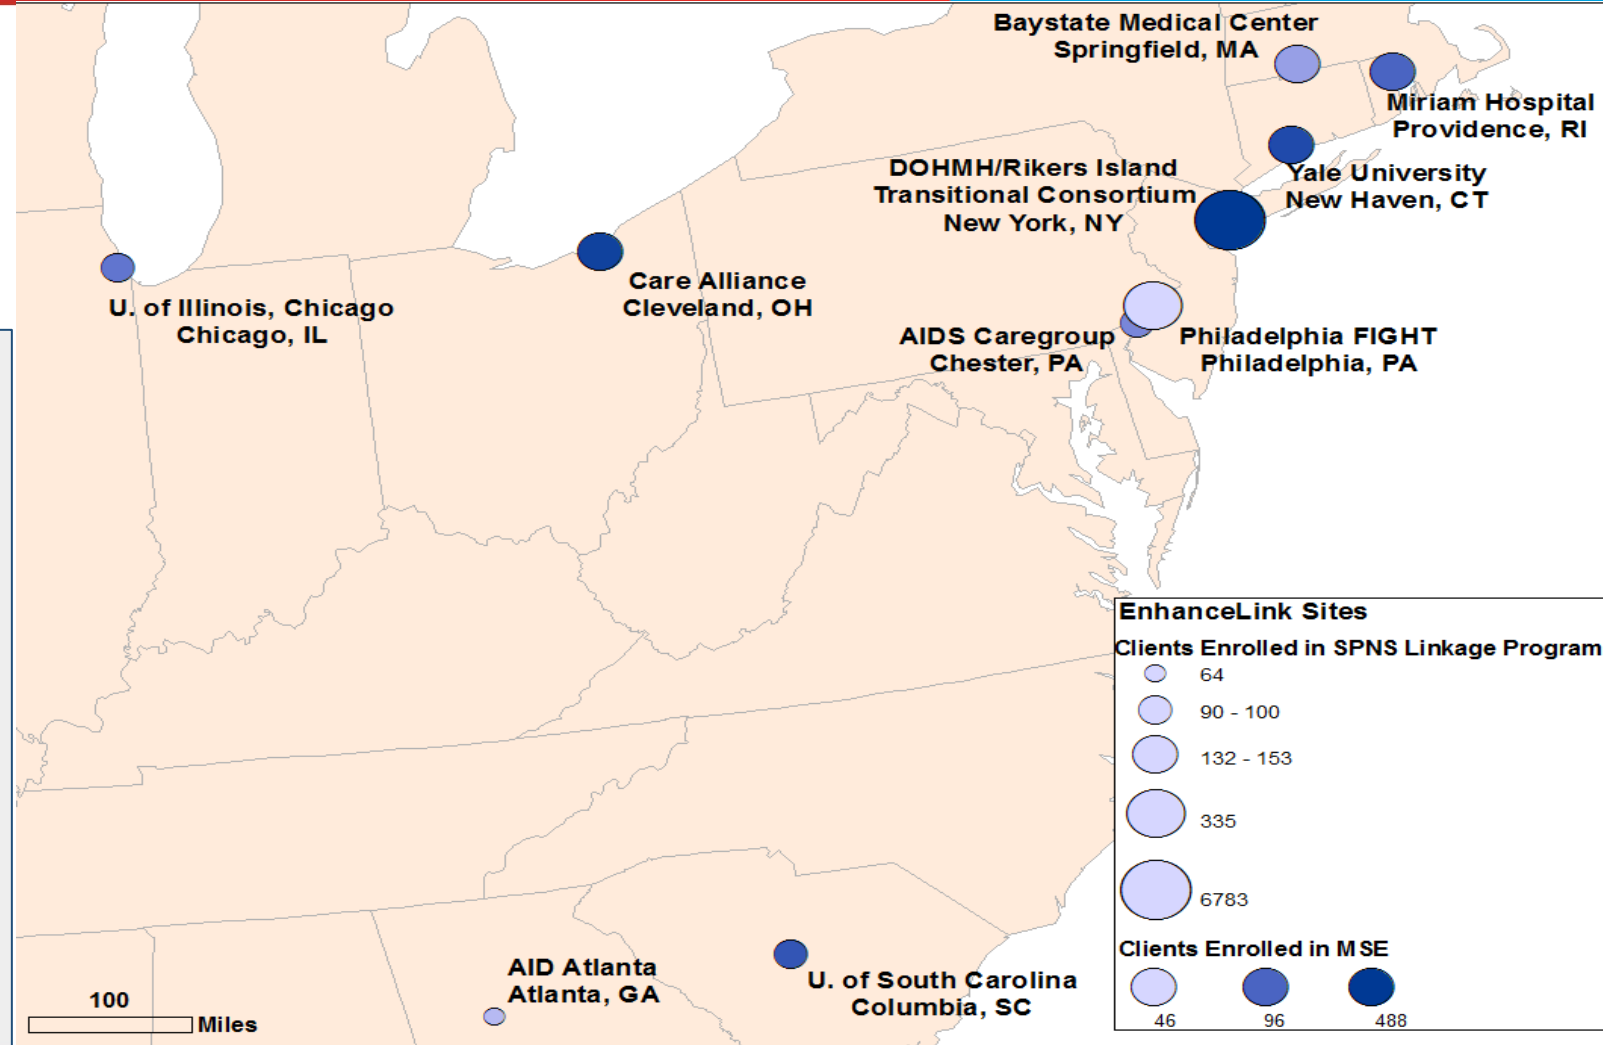 Baystate Medical Center
Springfield, MA
Miriam Hospital
Providence, RI
DOHMH/Rikers Island
Transitional Consortium
New York, NY
Yale University
New Haven, CT
Care Alliance
Cleveland, OH
U. of Illinois, Chicago
Chicago, IL
AIDS Caregroup
Chester, PA
Philadelphia FIGHT
Philadelphia, PA
AID Atlanta
Atlanta, GA
U. of South Carolina
Columbia, SC
100
Miles
EnhanceLink Sites
Clients Enrolled in SPNS Linkage Program
64
90 - 100
132 - 153
335
6783
Clients Enrolled in MSE
46 96 488